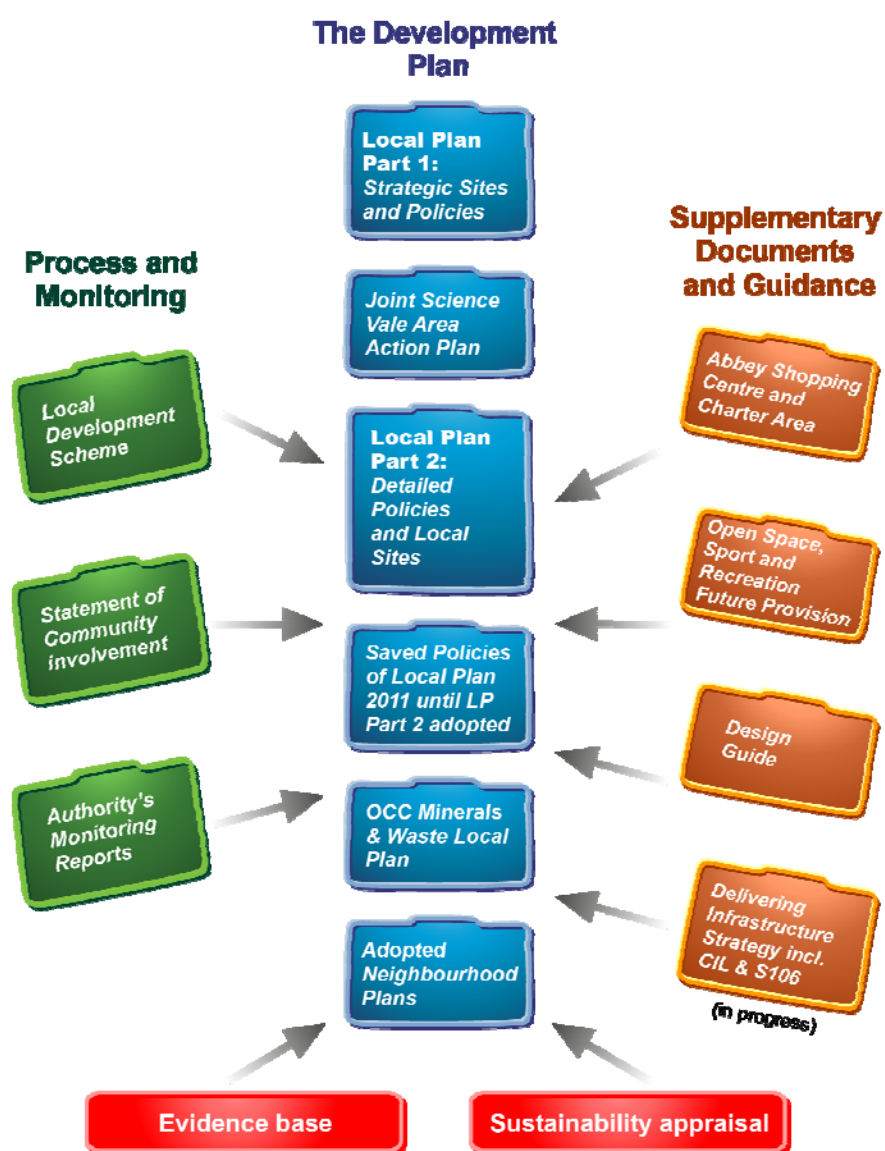 The Development
Plan
Local Plan
Part 1:
Strategic Sites
and Policies
Joint Science
Vale Area
Action Plan
Local Plan
Part 2:
Detailed
Policies
and Local
Sites
Saved Policies
of Local Plan
2011 until LP
Part 2 adopted
OCC Minerals
& Waste Local
Plan
Adopted
Neighbourhood
Plans
Process and
Monitoring
Local
Development
Scheme
Statement of
Community
involvement
Authority's
Monitoring
Reports
Supplementary
Documents
and Guidance
Abbey Shopping
Centre and
Charter Area
Open Space,
Sport and
Recreation
Future Provision
Design
Guide
Delivering
Infrastructure
Strategy incl.
CIL & S106
(in progress)
Evidence base
Sustainability appraisal